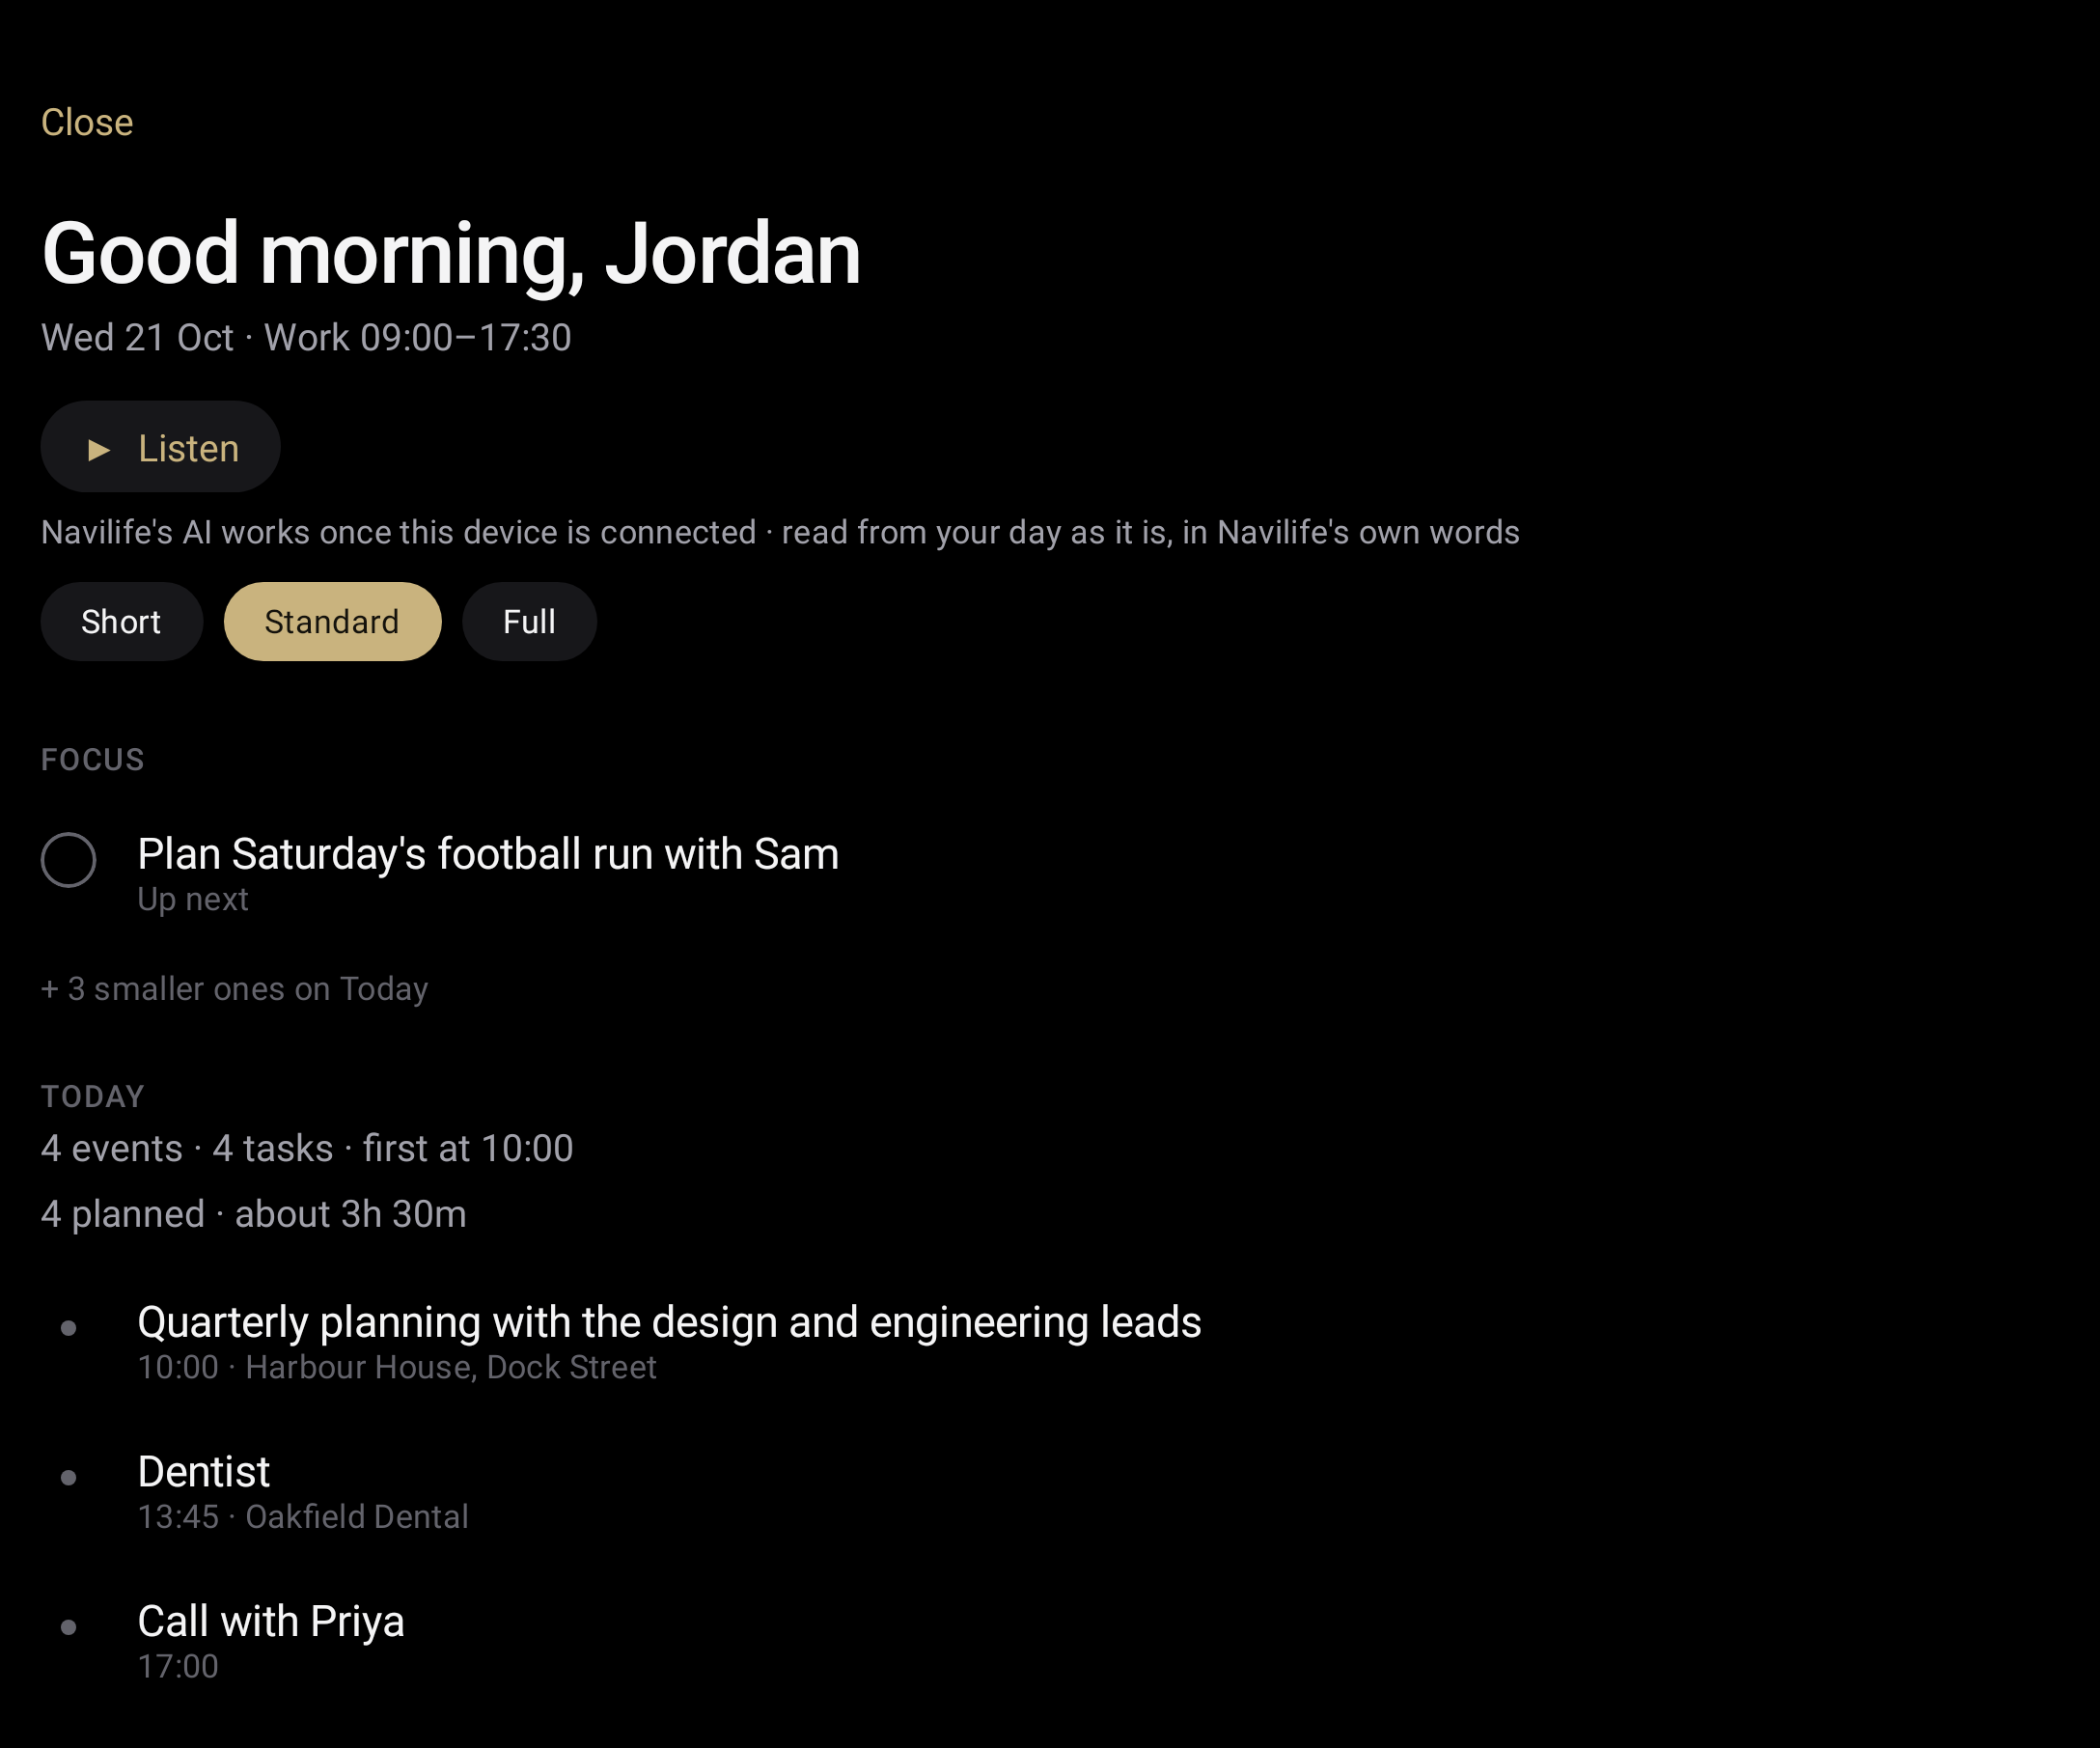 Close
Good morning, Jordan
Wed 21 Oct · Work 09:00–17:30
▶ Listen
Navilife's AI works once this device is connected · read from your day as it is, in Navilife's own words
Short Standard Full
FOCUS
Plan Saturday's football run with Sam
Up next
+ 3 smaller ones on Today
TODAY
4 events · 4 tasks · first at 10:00
4 planned · about 3h 30m
Quarterly planning with the design and engineering leads
10:00 · Harbour House, Dock Street
Dentist
13:45 · Oakfield Dental
Call with Priya
17:00